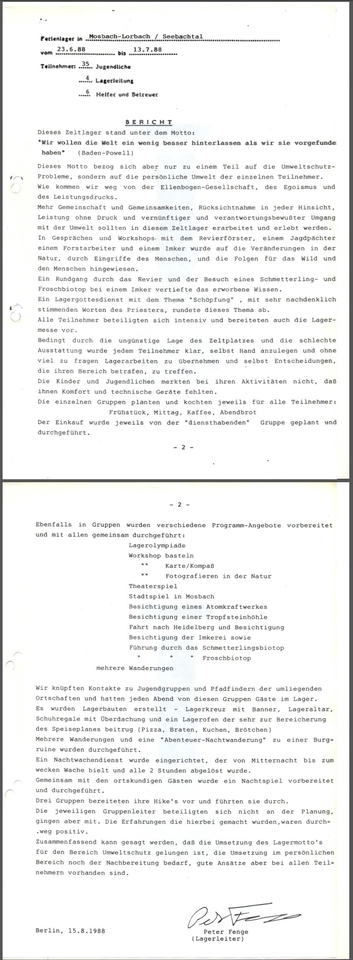 Ferienlager in Mosbach-Lorbach / Seebachtal
vom 23.6.88 bis 13.7.88
Teilnehmer: 35 Jugendliche
4 Lagerleitung
6 Helfer und Betreuer
BERICHT
Dieses Zeltlager stand unter dem Motto:
"Wir wollen die Welt ein wenig besser hinterlassen als wir sie vorgefunde
haben" (Baden-Powell)
Dieses Motto bezog sich aber nur zu einem Teil auf die Umweltschutz-
Probleme, sondern auf die persönliche Umwelt der einzelnen Teilnehmer.
Wie kommen wir weg von der Ellenbogen-Gesellschaft, des Egoismus und
des Leistungsdrucks.
Mehr Gemeinschaft und Gemeinsamkeiten, Rücksichtnahme in jeder Hinsicht,
Leistung ohne Druck und vernünftiger und verantwortungsbewußter Umgang
mit der Umwelt sollten in diesem Zeltlager erarbeitet und erlebt werden.
In Gesprächen und Workshops mit dem Revierförster, einem Jagdpächter
einem Forstarbeiter und einem Imker wurde auf die Veränderungen in der
Natur, durch Eingriffe des Menschen, und die Folgen für das Wild und
den Menschen hingewiesen.
Ein Rundgang durch das Revier und der Besuch eines Schmetterling- und
Froschbiotop bei einem Imker vertiefte das erworbene Wissen.
Ein Lagergottesdienst mit dem Thema "Schöpfung" , mit sehr nachdenklich
stimmenden Worten des Priesters, rundete dieses Thema ab.
Alle Teilnehmer beteiligten sich intensiv und bereiteten auch die Lager-
messe vor.
Bedingt durch die ungünstige Lage des Zeltplatzes und die schlechte
Ausstattung wurde jedem Teilnehmer klar, selbst Hand anzulegen und ohne
viel zu fragen Lagerarbeiten zu übernehmen und selbst Entscheidungen,
die ihren Bereich betrafen, zu treffen.
Die Kinder und Jugendlichen merkten bei ihren Aktivitäten nicht, daß
ihnen Komfort und technische Geräte fehlten.
Die einzelnen Gruppen planten und kochten jeweils für alle Teilnehmer:
Frühstück, Mittag, Kaffee, Abendbrot
Der Einkauf wurde jeweils von der "diensthabenden" Gruppe geplant und
durchgeführt.
- 2 -
- 2 -
Ebenfalls in Gruppen wurden verschiedene Programm-Angebote vorbereitet
und mit allen gemeinsam durchgeführt:
Lagerolympiade
Workshop basteln
"" Karte/Kompaß
"" Fotografieren in der Natur
Theaterspiel
Stadtspiel in Mosbach
Besichtigung eines Atomkraftwerkes
Besichtigung einer Tropfsteinhöhle
Fahrt nach Heidelberg und Besichtigung
Besichtigung der Imkerei sowie
Führung durch das Schmetterlingsbiotop
" " " Froschbiotop
mehrere Wanderungen
Wir knüpften Kontakte zu Jugendgruppen und Pfadfindern der umliegenden
Ortschaften und hatten jeden Abend von diesen Gruppen Gäste im Lager.
Es wurden Lagerbauten erstellt - Lagerkreuz mit Banner, Lageraltar,
Schuhregale mit Überdachung und ein Lagerofen der sehr zur Bereicherung
des Speiseplanes beitrug (Pizza, Braten, Kuchen, Brötchen)
Mehrere Wanderungen und eine "Abenteuer-Nachtwanderung" zu einer Burg-
ruine wurden durchgeführt.
Ein Nachtwachendienst wurde eingerichtet, der von Mitternacht bis zum
wecken Wache hielt und alle 2 Stunden abgelöst wurde.
Gemeinsam mit den ortskundigen Gästen wurde ein Nachtspiel vorbereitet
und durchgeführt.
Drei Gruppen bereiteten ihre Hike's vor und führten sie durch.
Die jeweiligen Gruppenleiter beteiligten sich nicht an der Planung,
gingen aber mit. Die Erfahrungen die hierbei gemacht wurden,waren durch-
.weg positiv.
Zusammenfassend kann gesagt werden, daß die Umsetzung des Lagermotto's
für den Bereich Umweltschutz gelungen ist, die Umsetzung im persönlichen
Bereich noch der Nachbereitung bedarf, gute Ansätze aber bei allen Teil-
nehmern vorhanden sind.
Berlin, 15.8.1988
Peter Fenge
(Lagerleiter)